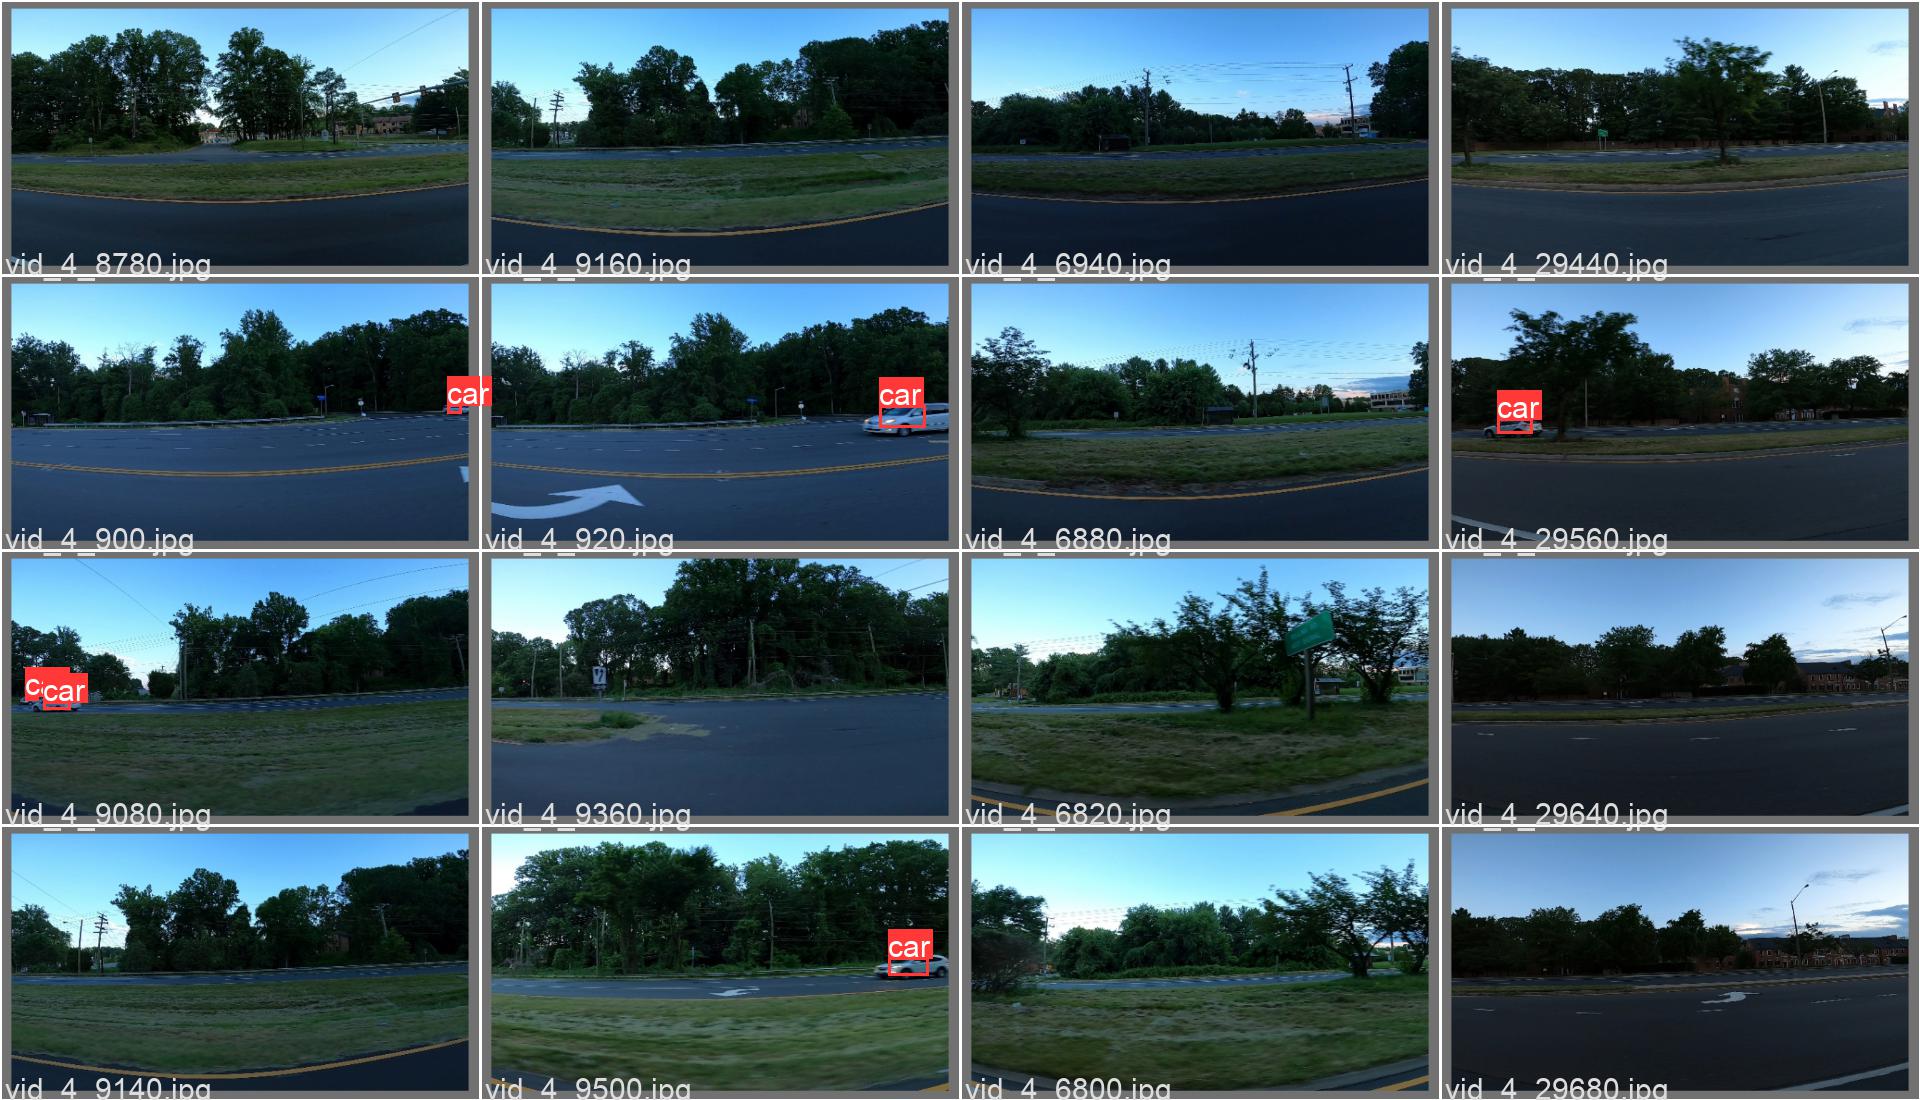 vid_4_8780.jpg
vid_4_9160.jpg
vid_4_6940.jpg
vid_4_29440.jpg
car
vid_4_900.jpg
car
vid_4_920.jpg
vid_4_6880.jpg
car
vid_4_29560.jpg
c
car
vid_4_9080.jpg
vid_4_9360.jpg
vid_4_6820.jpg
vid_4_29640.jpg
vid_4_9140.jpg
car
vid_4_9500.jpg
vid_4_6800.jpg
vid_4_29680.jpg